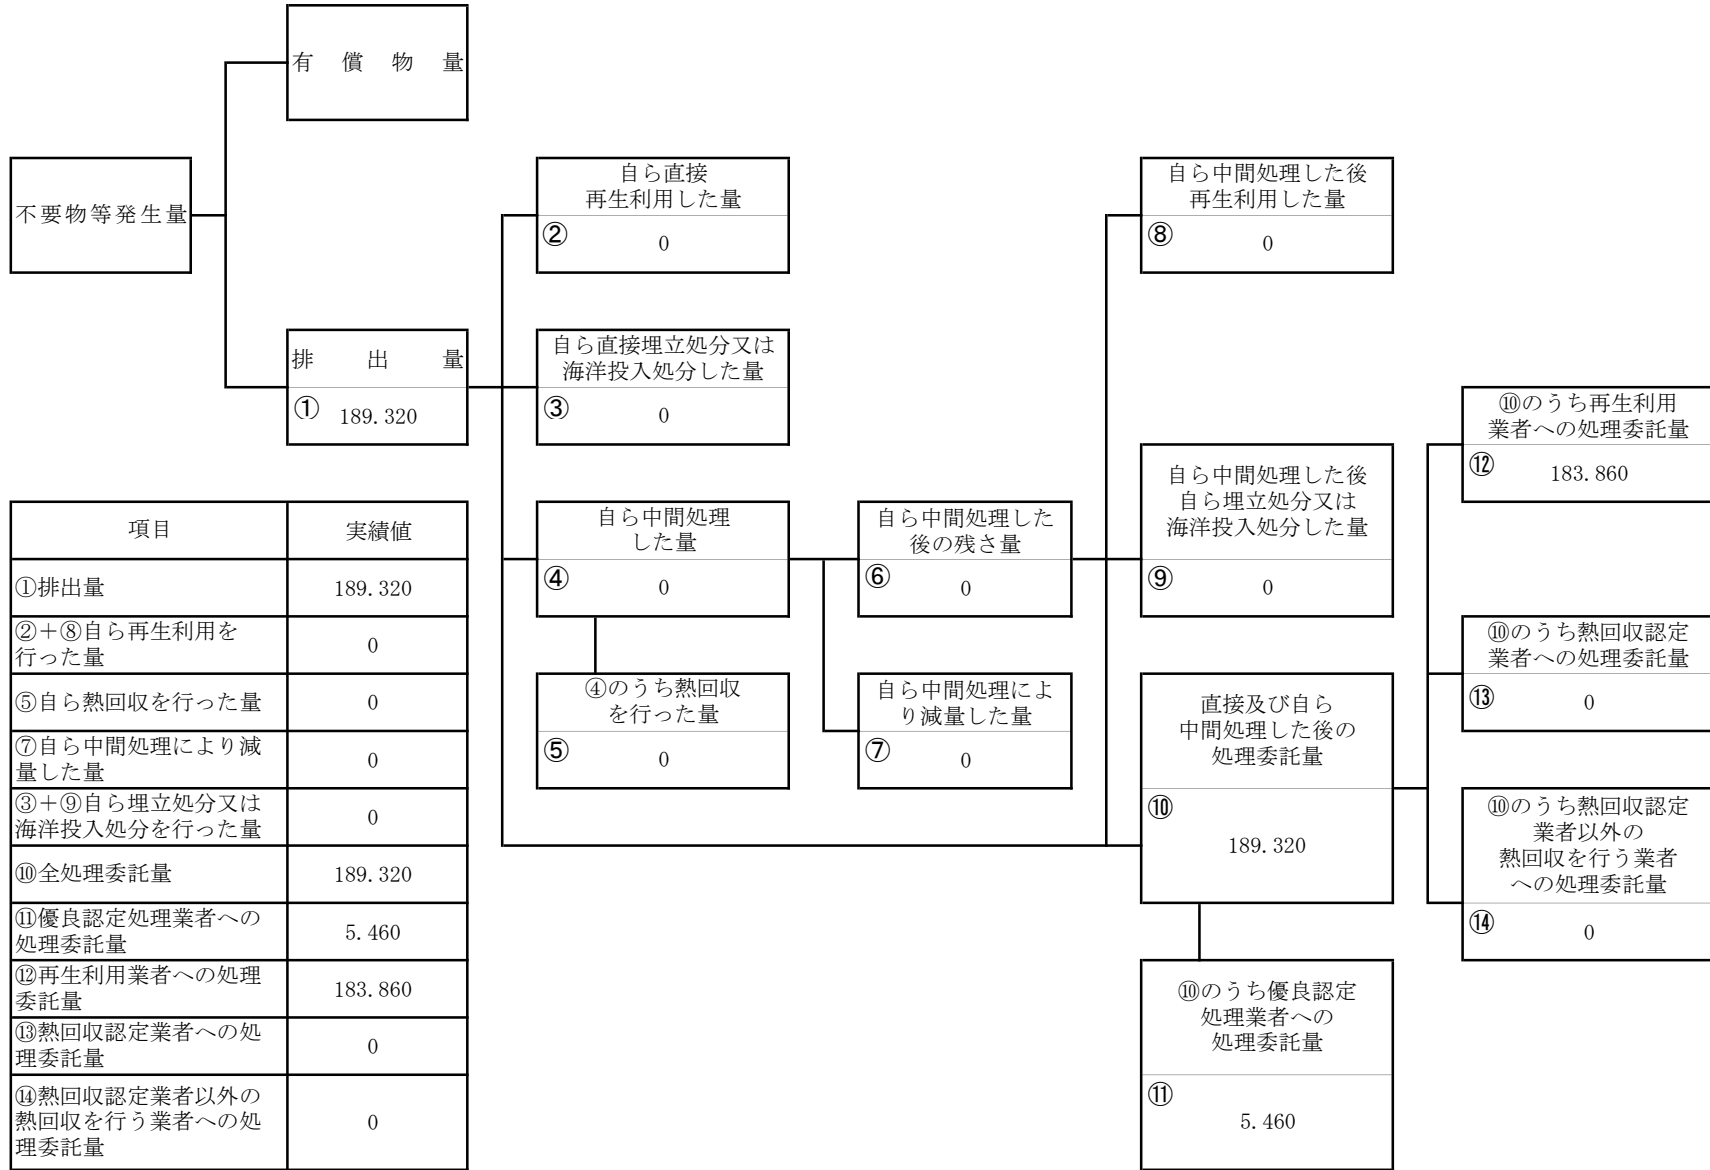 有償物量
不要物等発生量
自ら直接
再生利用した量
②
0
自ら中間処理した後
再生利用した量
⑧
0
排出量
①
189.320
自ら直接埋立処分又は
海洋投入処分した量
③
0
⑩のうち再生利用
業者への処理委託量
⑫
183.860
自ら中間処理
した量
④
0
自ら中間処理した
後の残さ量
⑥
0
自ら中間処理した後
自ら埋立処分又は
海洋投入処分した量
⑨
0
⑩のうち熱回収認定
業者への処理委託量
⑬
0
④のうち熱回収
を行った量
⑤
0
自ら中間処理によ
り減量した量
⑦
0
直接及び自ら
中間処理した後の
処理委託量
⑩
189.320
⑩のうち熱回収認定
業者以外の
熱回収を行う業者
への処理委託量
⑭
0
⑩のうち優良認定
処理業者への
処理委託量
⑪
5.460
項目
実績値
①排出量
189.320
②＋⑧自ら再生利用を
行った量
0
⑤自ら熱回収を行った量
0
⑦自ら中間処理により減
量した量
0
③＋⑨自ら埋立処分又は
海洋投入処分を行った量
0
⑩全処理委託量
189.320
⑪優良認定処理業者への
処理委託量
5.460
⑫再生利用業者への処理
委託量
183.860
⑬熱回収認定業者への処
理委託量
0
⑭熱回収認定業者以外の
熱回収を行う業者への処
理委託量
0